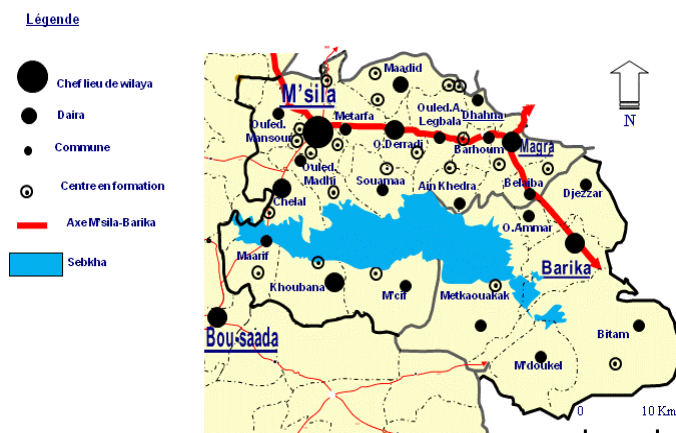 Légende
Chef lieu de wilaya
Daira
Commune
Centre en formation
Axe M'sila-Barika
Sebkha
Maadid
M'sila
Metarfa
Ouled.A.
Legbala
Dhahna
Ouled.
Mansour
O.Derradj
Barhoum
Magra
N
Ouled.
Madhi
Souamaa
Ain Khedra.
Belaiba
Djezzar
Chelal
O.Ammar
Maarif
Barika
Khoubana
M'cif
Metkaouakak
Bitam
Bou-saada
M'doukel
0
10 Km